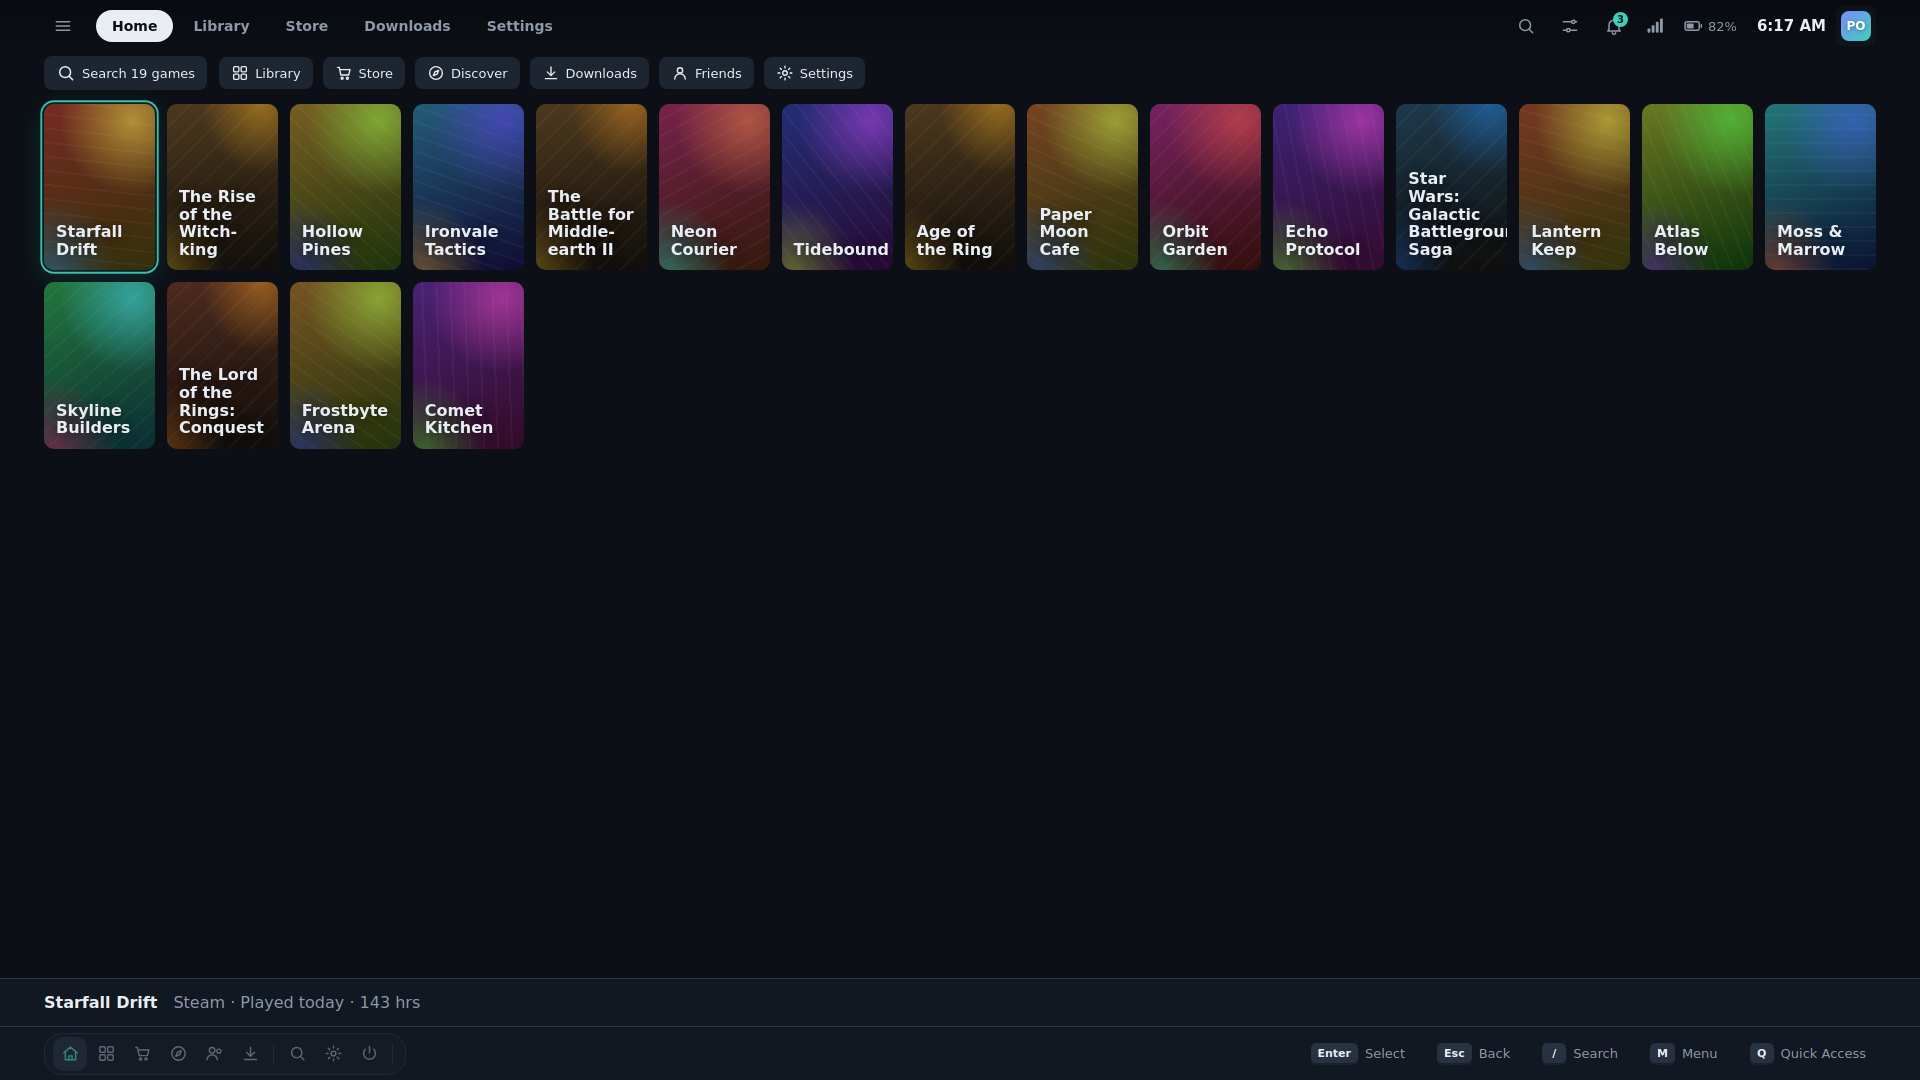 Home Library Store Downloads Settings 3 82% 6:17 AM PO
Search 19 games Library Store Discover Downloads Friends Settings
Starfall
Drift
The Rise
of the
Witch-
king
Hollow
Pines
Ironvale
Tactics
The
Battle for
Middle-
earth II
Neon
Courier
Tidebound
Age of
the Ring
Paper
Moon
Cafe
Orbit
Garden
Echo
Protocol
Star
Wars:
Galactic
Battlegrou
Saga
Lantern
Keep
Atlas
Below
Moss &
Marrow
Skyline
Builders
The Lord
of the
Rings:
Conquest
Frostbyte
Arena
Comet
Kitchen
Starfall Drift Steam · Played today · 143 hrs
Enter Select Esc Back / Search M Menu Q Quick Access